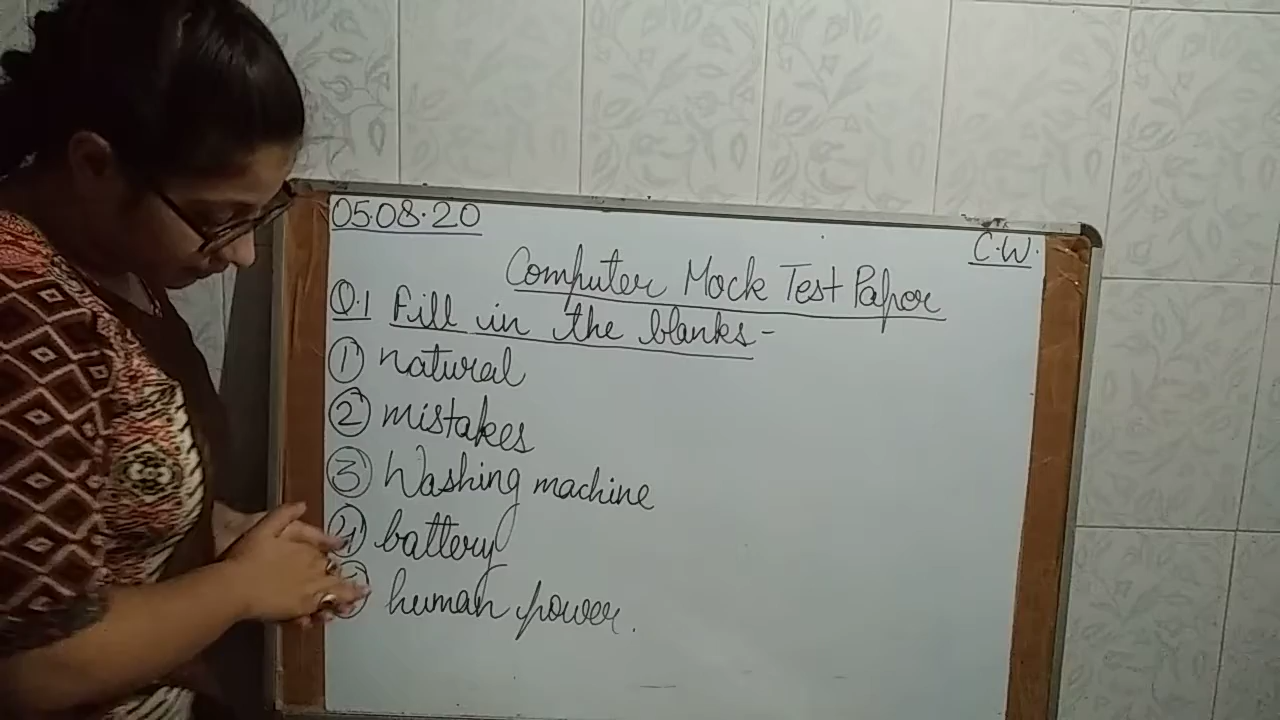 05.08.20
C.W.
Computer Mock Test Paper
Q.1 Fill in the blanks-
1 natural
2 mistakes
3 Washing machine
4 battery
human power.